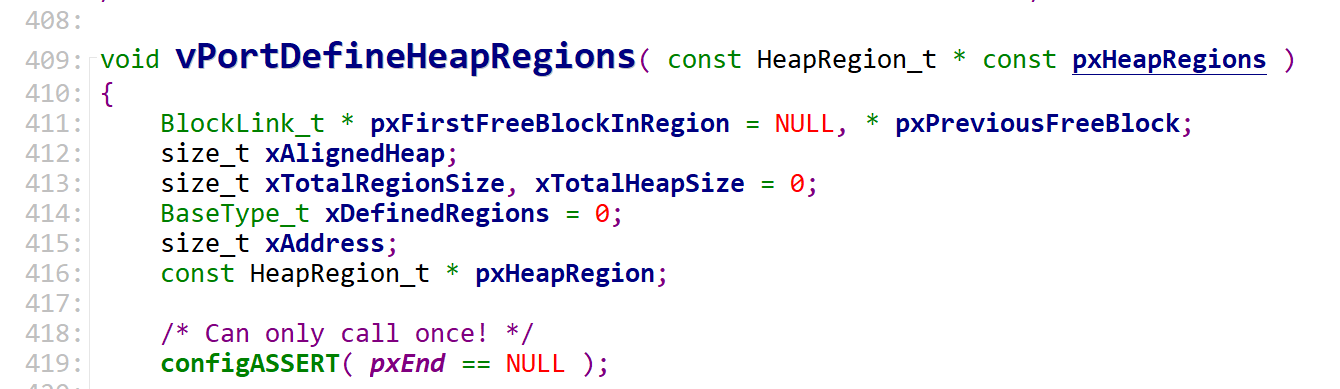 408:
409: void vPortDefineHeapRegions( const HeapRegion_t * const pxHeapRegions )
410: {
411:     BlockLink_t * pxFirstFreeBlockInRegion = NULL, * pxPreviousFreeBlock;
412:     size_t xAlignedHeap;
413:     size_t xTotalRegionSize, xTotalHeapSize = 0;
414:     BaseType_t xDefinedRegions = 0;
415:     size_t xAddress;
416:     const HeapRegion_t * pxHeapRegion;
417:
418:     /* Can only call once! */
419:     configASSERT( pxEnd == NULL );